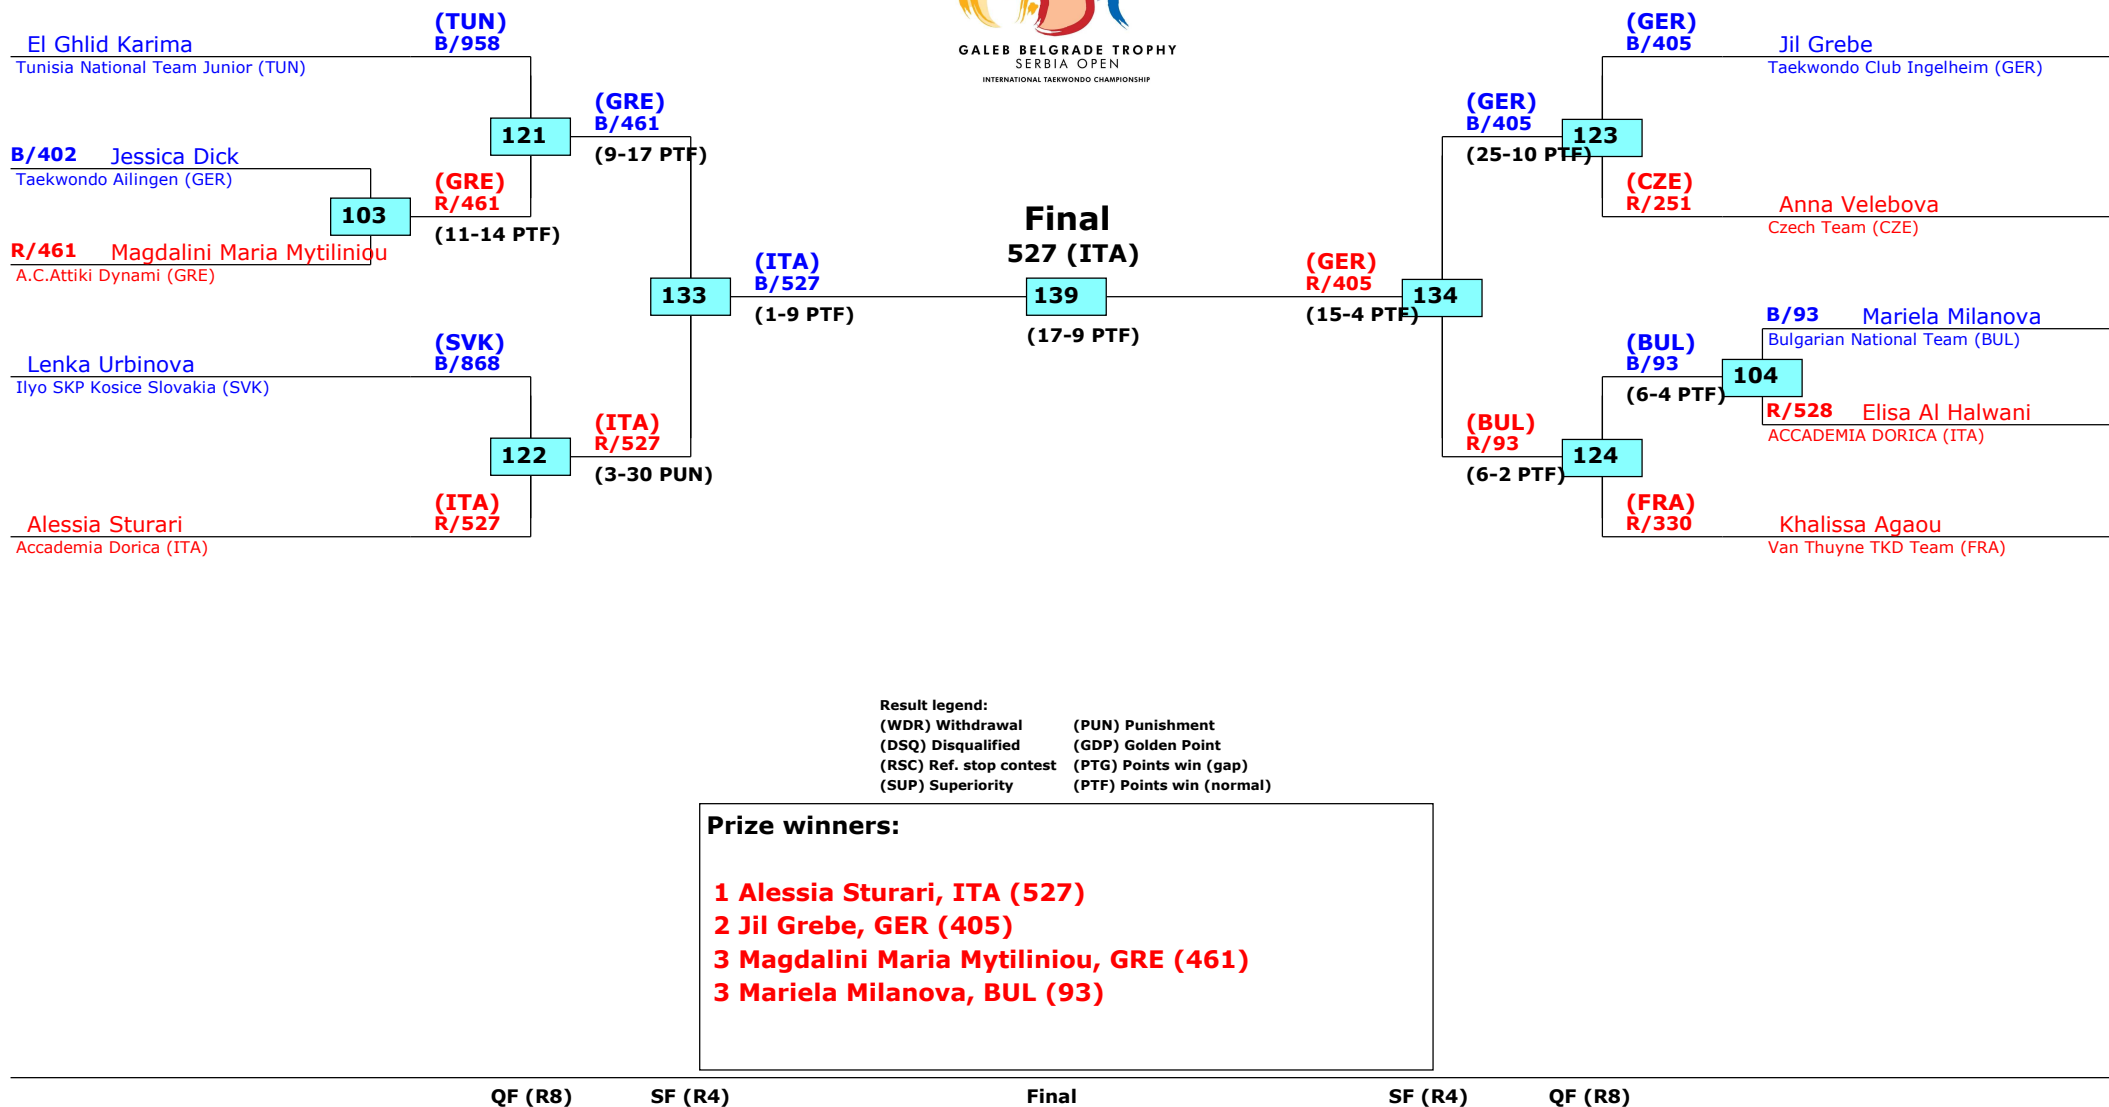 GALEB BELGRADE TROPHY
SERBIA OPEN
INTERNATIONAL TAEKWONDO CHAMPIONSHIP
(TUN)
El Ghlid Karima B/958
Tunisia National Team Junior (TUN)
(GRE)
B/461
121
(9-17 PTF)
B/402 Jessica Dick
Taekwondo Ailingen (GER)
(GRE)
R/461
103
(11-14 PTF)
R/461 Magdalini Maria Mytiliniou
A.C.Attiki Dynami (GRE)
(ITA)
B/527
133
(1-9 PTF)
(SVK)
Lenka Urbinova B/868
Ilyo SKP Kosice Slovakia (SVK)
(ITA)
R/527
122
(3-30 PUN)
(ITA)
Alessia Sturari R/527
Accademia Dorica (ITA)
Final
527 (ITA)
139
(17-9 PTF)
(GER)
B/405 Jil Grebe
Taekwondo Club Ingelheim (GER)
(GER)
B/405
123
(25-10 PTF)
(CZE)
R/251 Anna Velebova
Czech Team (CZE)
(GER)
R/405
134
(15-4 PTF)
B/93 Mariela Milanova
Bulgarian National Team (BUL)
(BUL)
B/93
104
(6-4 PTF)
R/528 Elisa Al Halwani
ACCADEMIA DORICA (ITA)
(BUL)
R/93
124
(6-2 PTF)
(FRA)
R/330 Khalissa Agaou
Van Thuyne TKD Team (FRA)
Result legend:
(WDR) Withdrawal (PUN) Punishment
(DSQ) Disqualified (GDP) Golden Point
(RSC) Ref. stop contest (PTG) Points win (gap)
(SUP) Superiority (PTF) Points win (normal)
Prize winners:
1 Alessia Sturari, ITA (527)
2 Jil Grebe, GER (405)
3 Magdalini Maria Mytiliniou, GRE (461)
3 Mariela Milanova, BUL (93)
QF (R8) SF (R4) Final SF (R4) QF (R8)